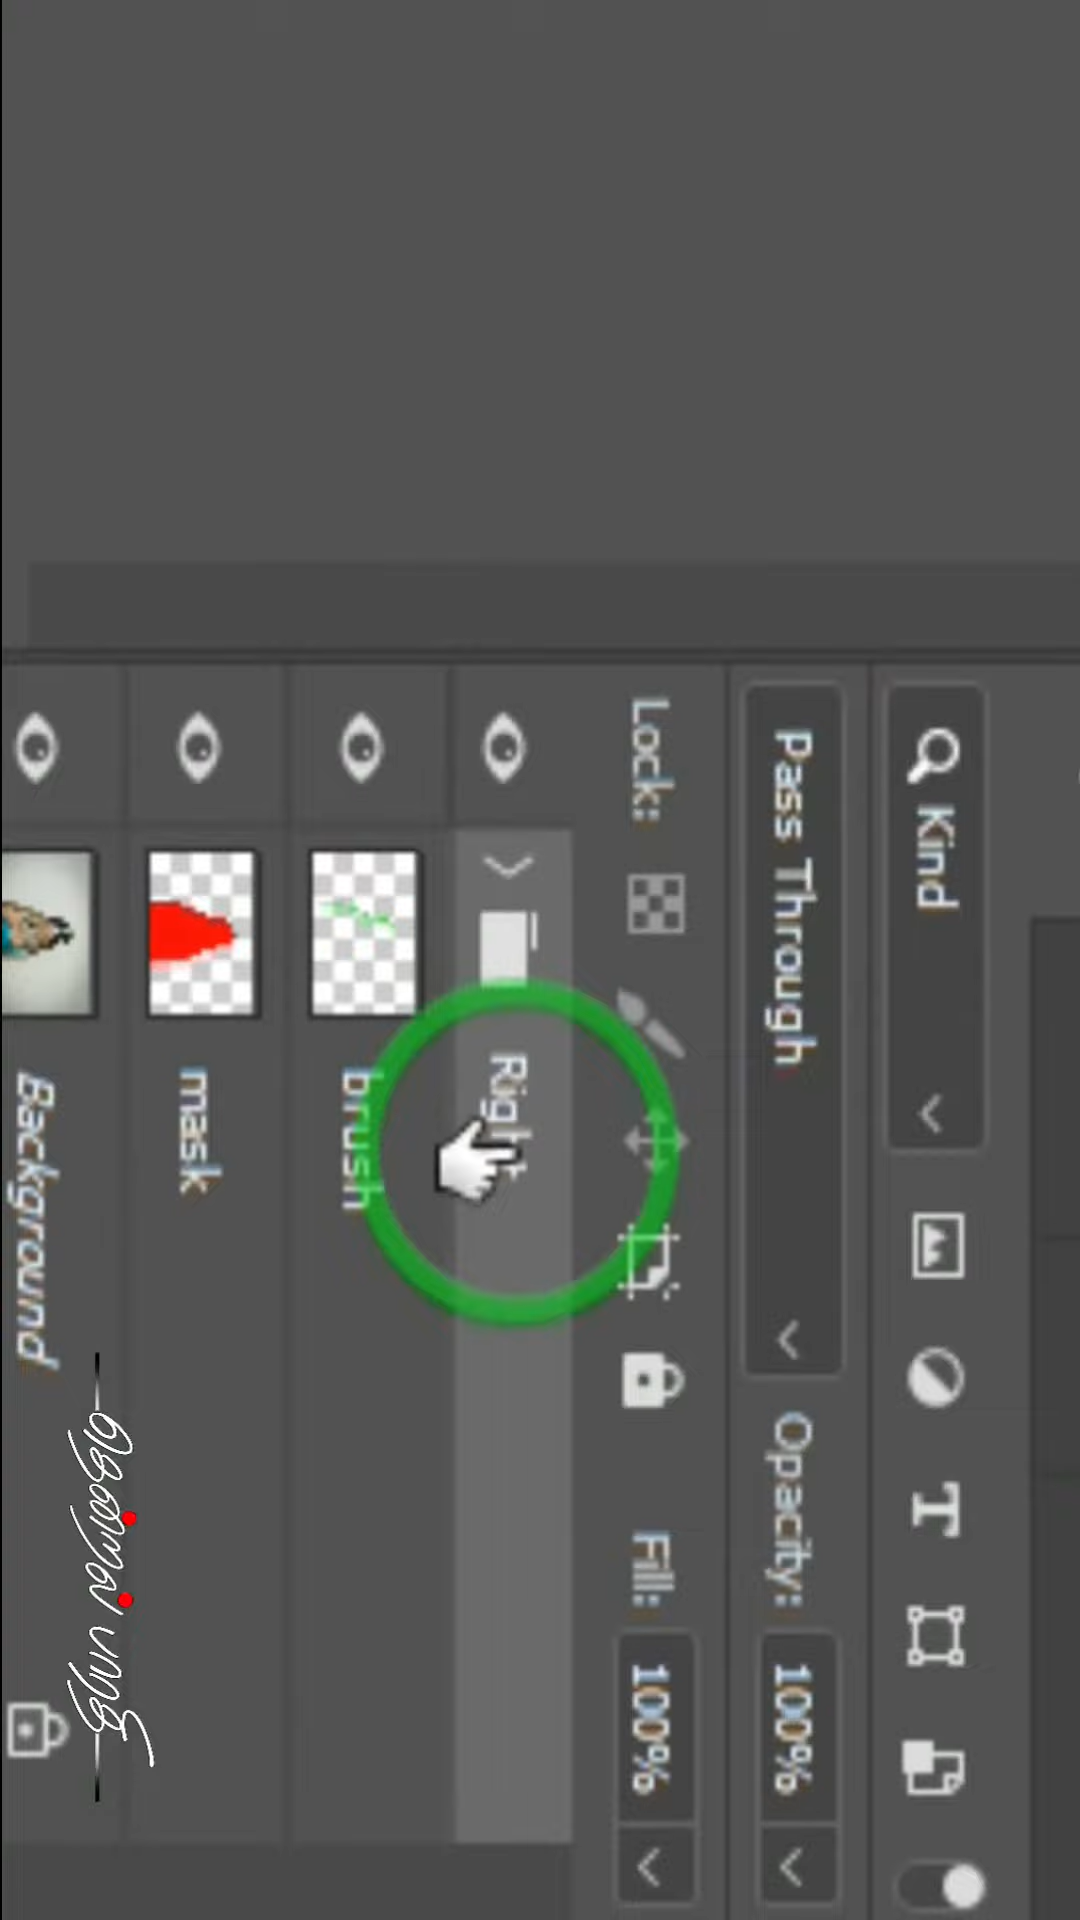 Kind
Pass Through
Opacity:
100%
Lock:
Fill:
100%
Right
brush
mask
Background